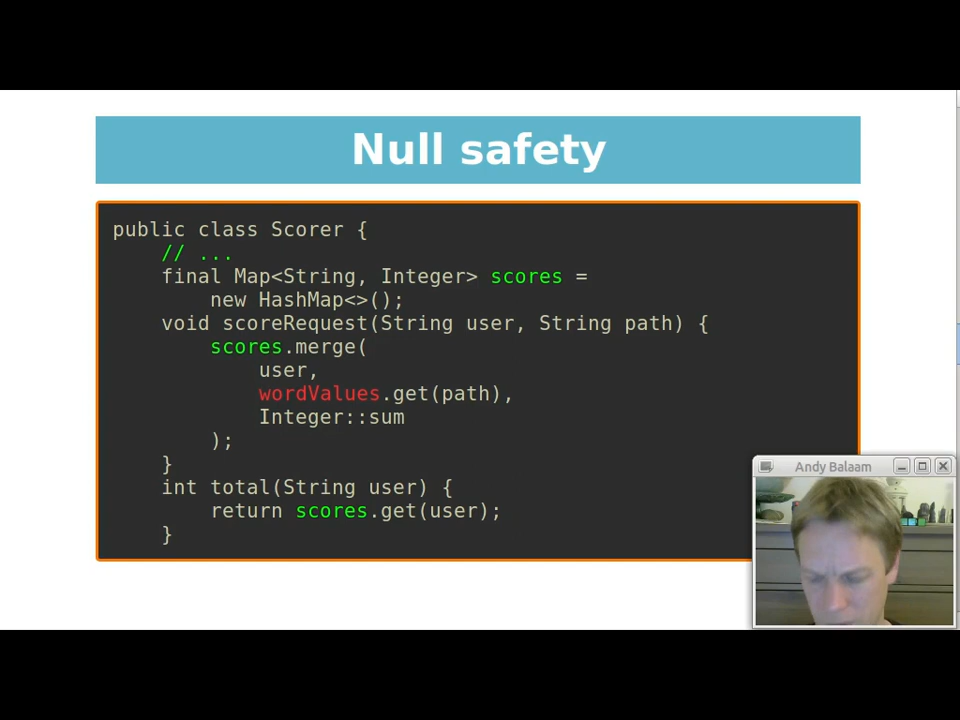 Null safety
public class Scorer {
// ...
final Map<String, Integer> scores =
new HashMap<>();
void scoreRequest(String user, String path) {
scores.merge(
user,
wordValues.get(path),
Integer::sum
);
}
int total(String user) {
return scores.get(user);
}
Andy Balaam